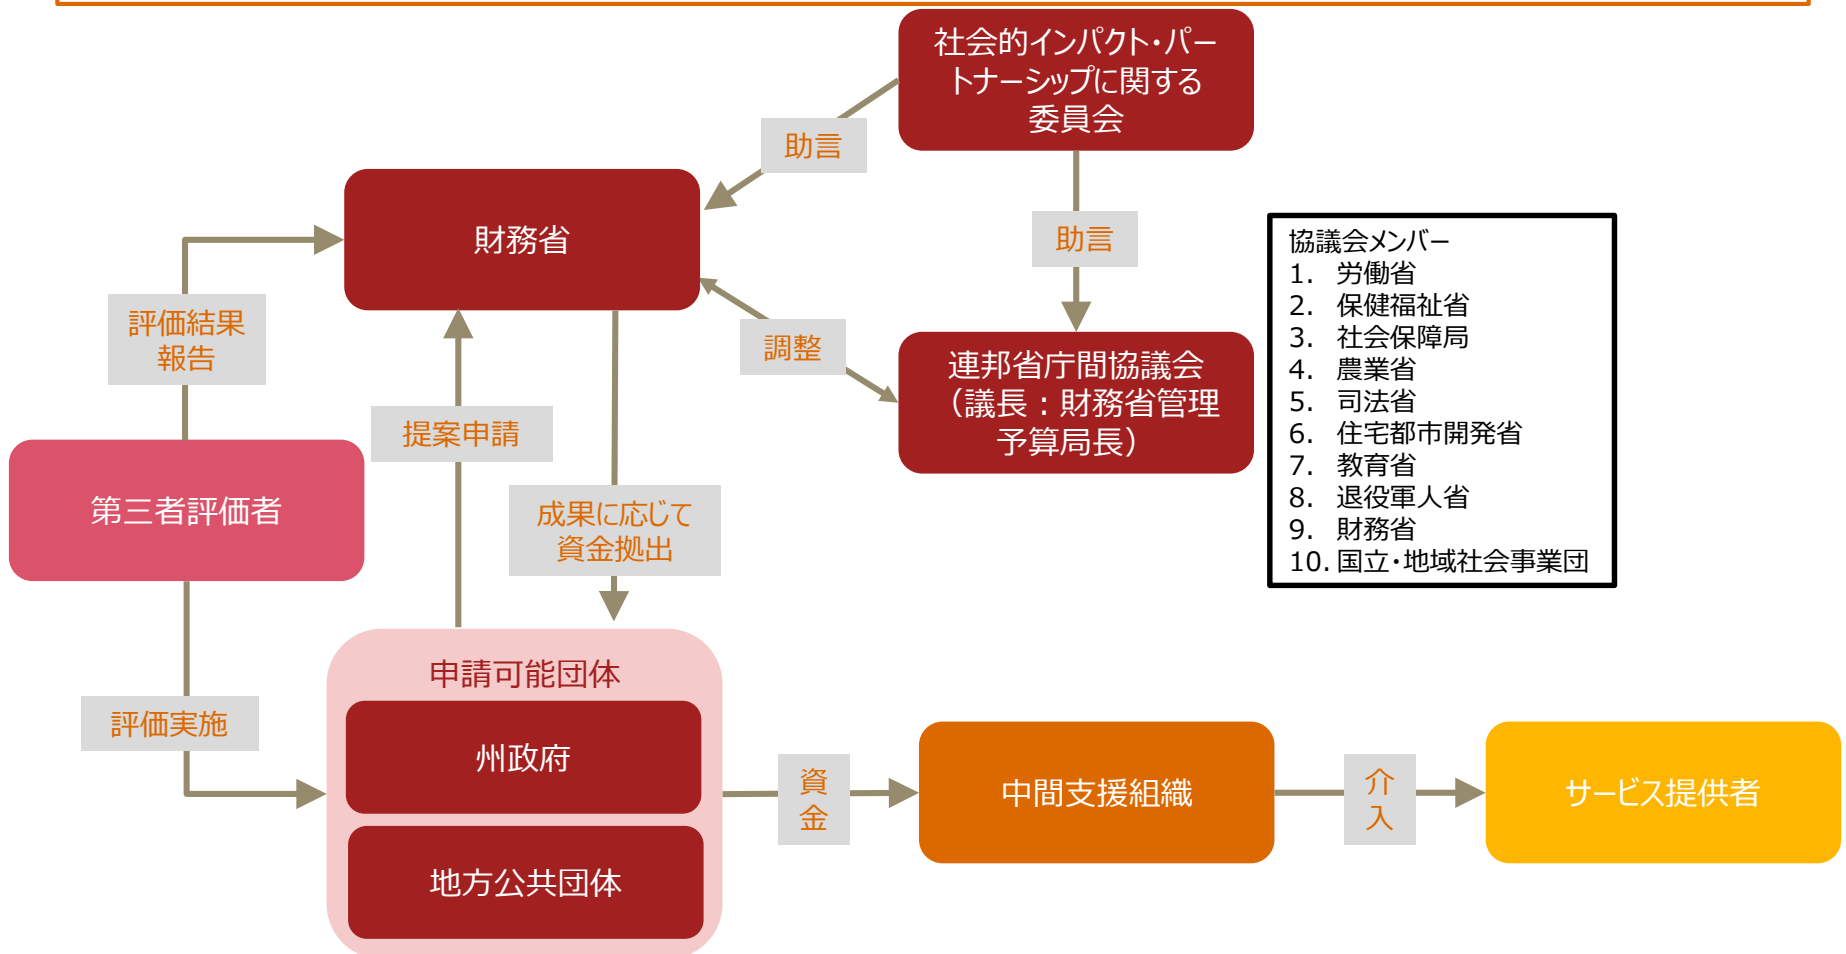 社会的インパクト・パー
トナーシップに関する
委員会
助言
財務省
助言
協議会メンバー
1. 労働省
2. 保健福祉省
3. 社会保障局
4. 農業省
5. 司法省
6. 住宅都市開発省
7. 教育省
8. 退役軍人省
9. 財務省
10. 国立・地域社会事業団
評価結果
報告
調整
連邦省庁間協議会
（議長：財務省管理
予算局長）
提案申請
第三者評価者
成果に応じて
資金拠出
申請可能団体
評価実施
州政府
資
金
中間支援組織
介
入
サービス提供者
地方公共団体